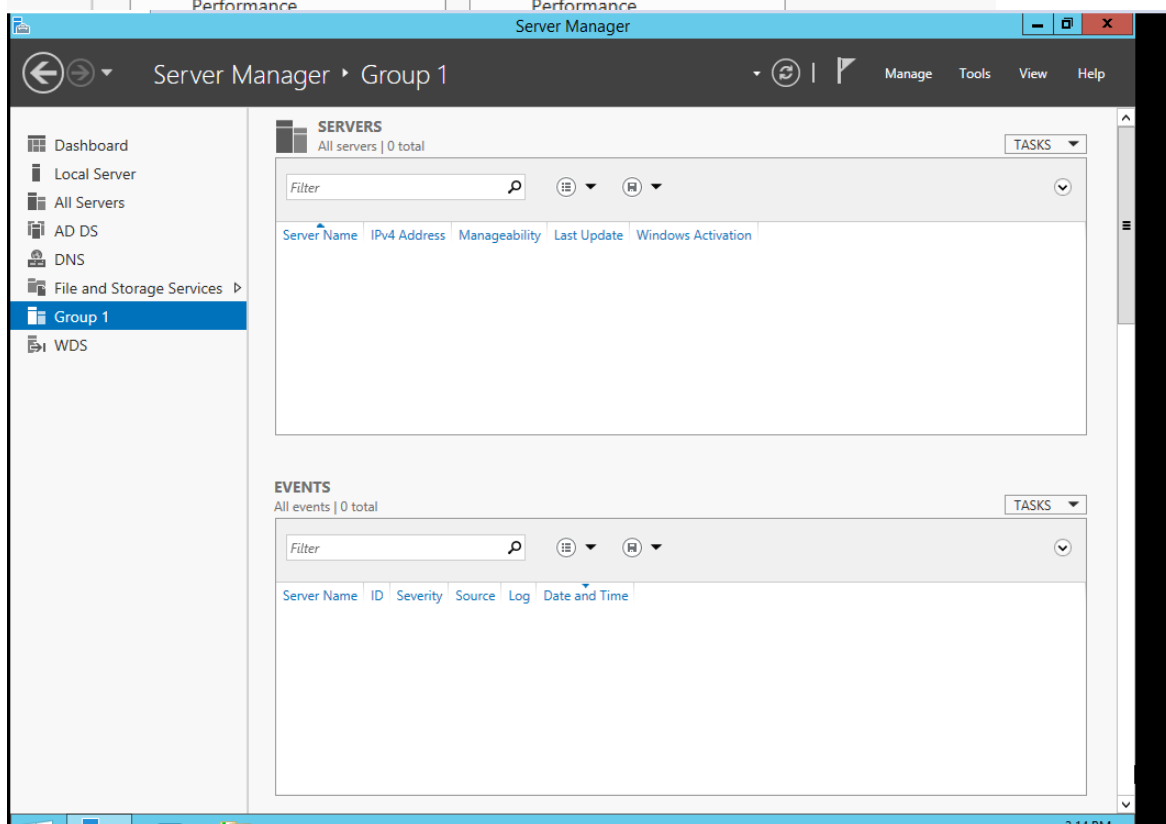 Performance Performance
Server Manager
Server Manager • Group 1 Manage Tools View Help
Dashboard
Local Server
All Servers
AD DS
DNS
File and Storage Services
Group 1
WDS
SERVERS
All servers | 0 total
TASKS
Filter
Server Name IPv4 Address Manageability Last Update Windows Activation
EVENTS
All events | 0 total
TASKS
Filter
Server Name ID Severity Source Log Date and Time